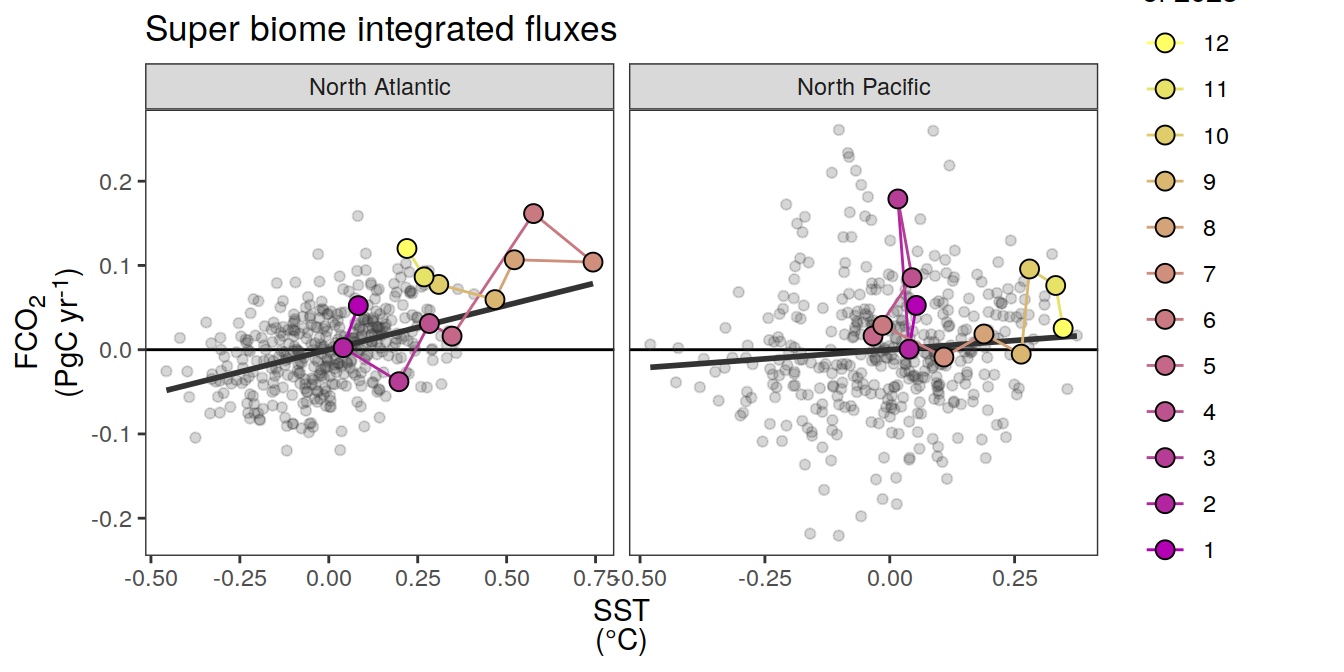 Super biome integrated fluxes
North Atlantic
North Pacific
FCO2
(PgC yr⁻¹)
0.2
0.1
0.0
-0.1
-0.2
-0.50 -0.25 0.00 0.25 0.50 0.75
-0.50 -0.25 0.00 0.25
SST
(°C)
12
11
10
9
8
7
6
5
4
3
2
1